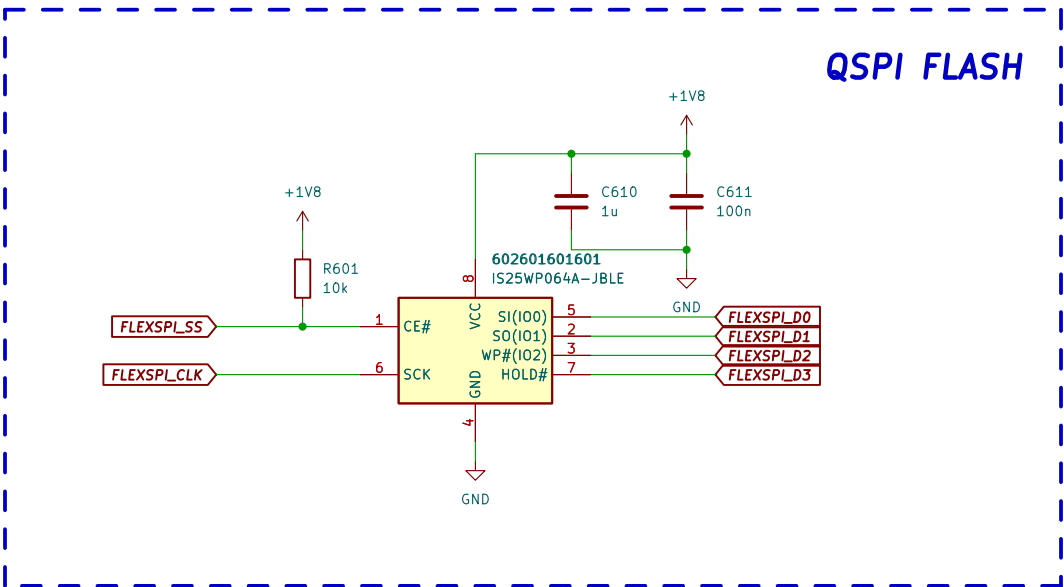 QSPI FLASH
+1V8
+1V8
C610
1u
C611
100n
R601
10k
602601601601
IS25WP064A-JBLE
8
VCC
GND
FLEXSPI_SS
1
CE#
FLEXSPI_CLK
6
SCK
SI(IO0)
5
FLEXSPI_D0
SO(IO1)
2
FLEXSPI_D1
WP#(IO2)
3
FLEXSPI_D2
HOLD#
7
FLEXSPI_D3
GND
4
GND